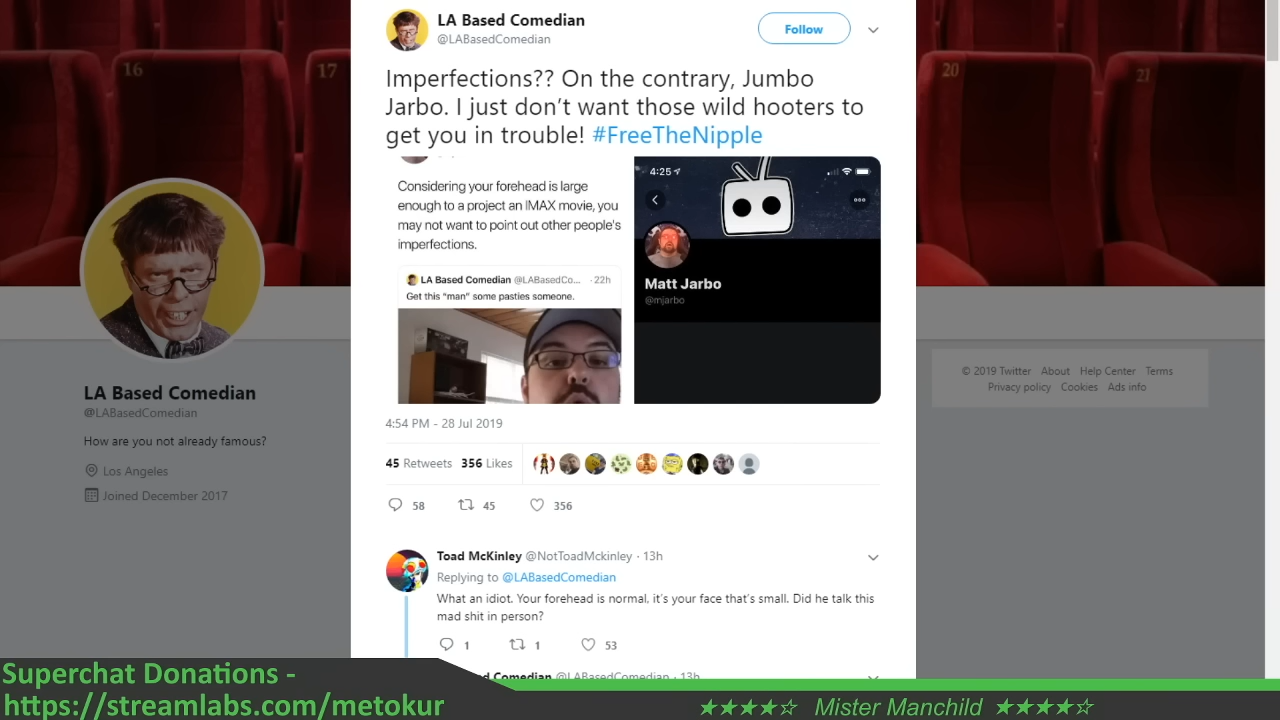 LA Based Comedian
@LABasedComedian
Follow
Imperfections?? On the contrary, Jumbo
Jarbo. I just don't want those wild hooters to
get you in trouble! #FreeTheNipple
Considering your forehead is large
enough to a project an IMAX movie, you
may not want to point out other people's
imperfections.
LA Based Comedian @LABasedCo... · 22h
Get this "man" some pasties someone.
4:25
Matt Jarbo
@mjarbo
4:54 PM - 28 Jul 2019
45 Retweets 356 Likes
58 45 356
Toad McKinley @NotToadMckinley · 13h
Replying to @LABasedComedian
What an idiot. Your forehead is normal, it's your face that's small. Did he talk this
mad shit in person?
1 1 53
d Comedian @LABasedComedian · 13h
16
17
20
21
LA Based Comedian
@LABasedComedian
How are you not already famous?
Los Angeles
Joined December 2017
© 2019 Twitter About Help Center Terms
Privacy policy Cookies Ads info
Superchat Donations -
https://streamlabs.com/metokur
★★★★☆ Mister Manchild ★★★★☆